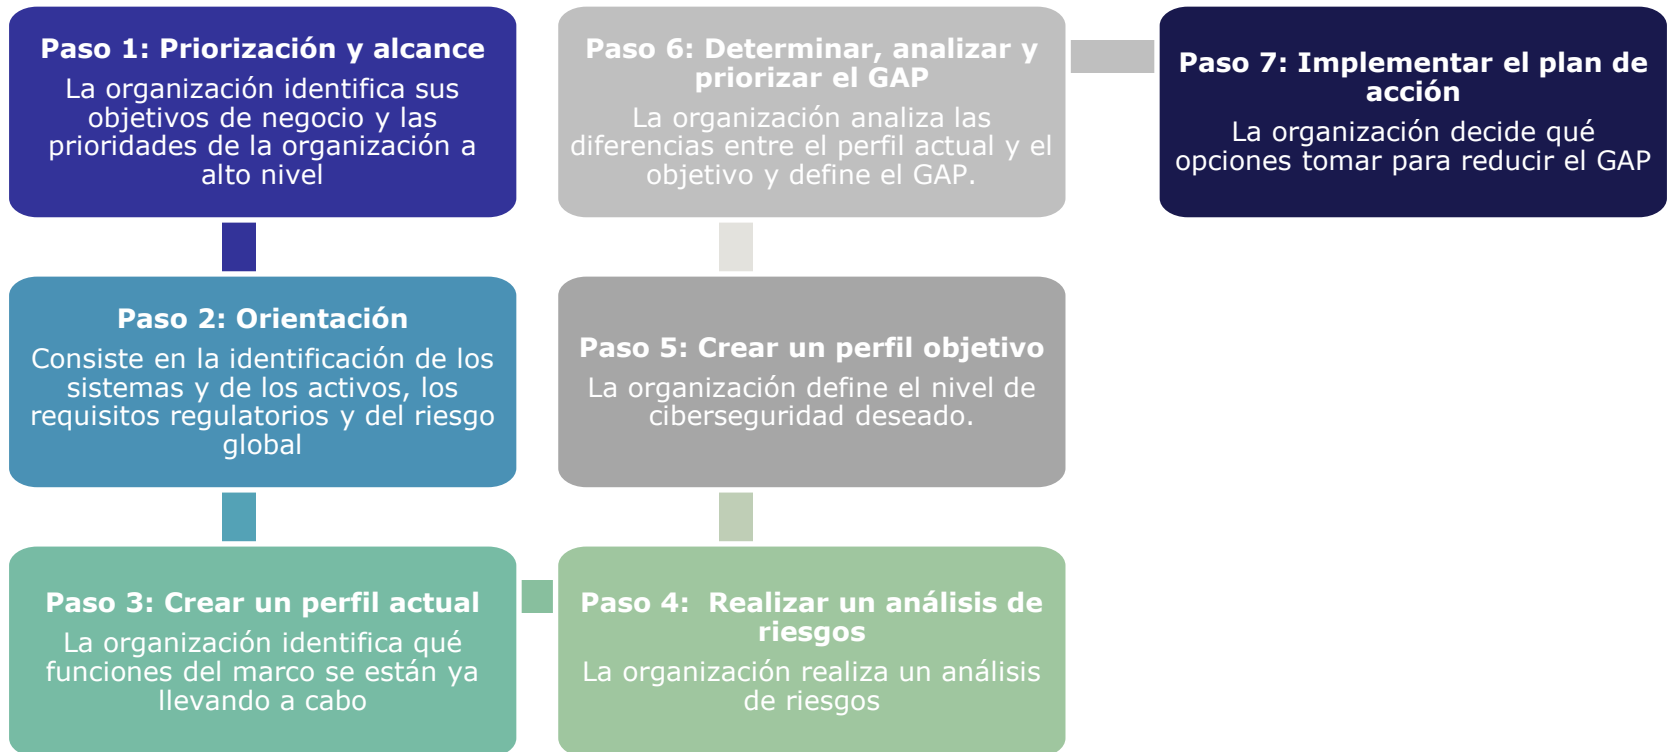 Paso 1: Priorización y alcance
La organización identifica sus
objetivos de negocio y las
prioridades de la organización a
alto nivel
Paso 2: Orientación
Consiste en la identificación de los
sistemas y de los activos, los
requisitos regulatorios y del riesgo
global
Paso 3: Crear un perfil actual
La organización identifica qué
funciones del marco se están ya
llevando a cabo
Paso 4:  Realizar un análisis de
riesgos
La organización realiza un análisis
de riesgos
Paso 5: Crear un perfil objetivo
La organización define el nivel de
ciberseguridad deseado.
Paso 6: Determinar, analizar y
priorizar el GAP
La organización analiza las
diferencias entre el perfil actual y el
objetivo y define el GAP.
Paso 7: Implementar el plan de
acción
La organización decide qué
opciones tomar para reducir el GAP